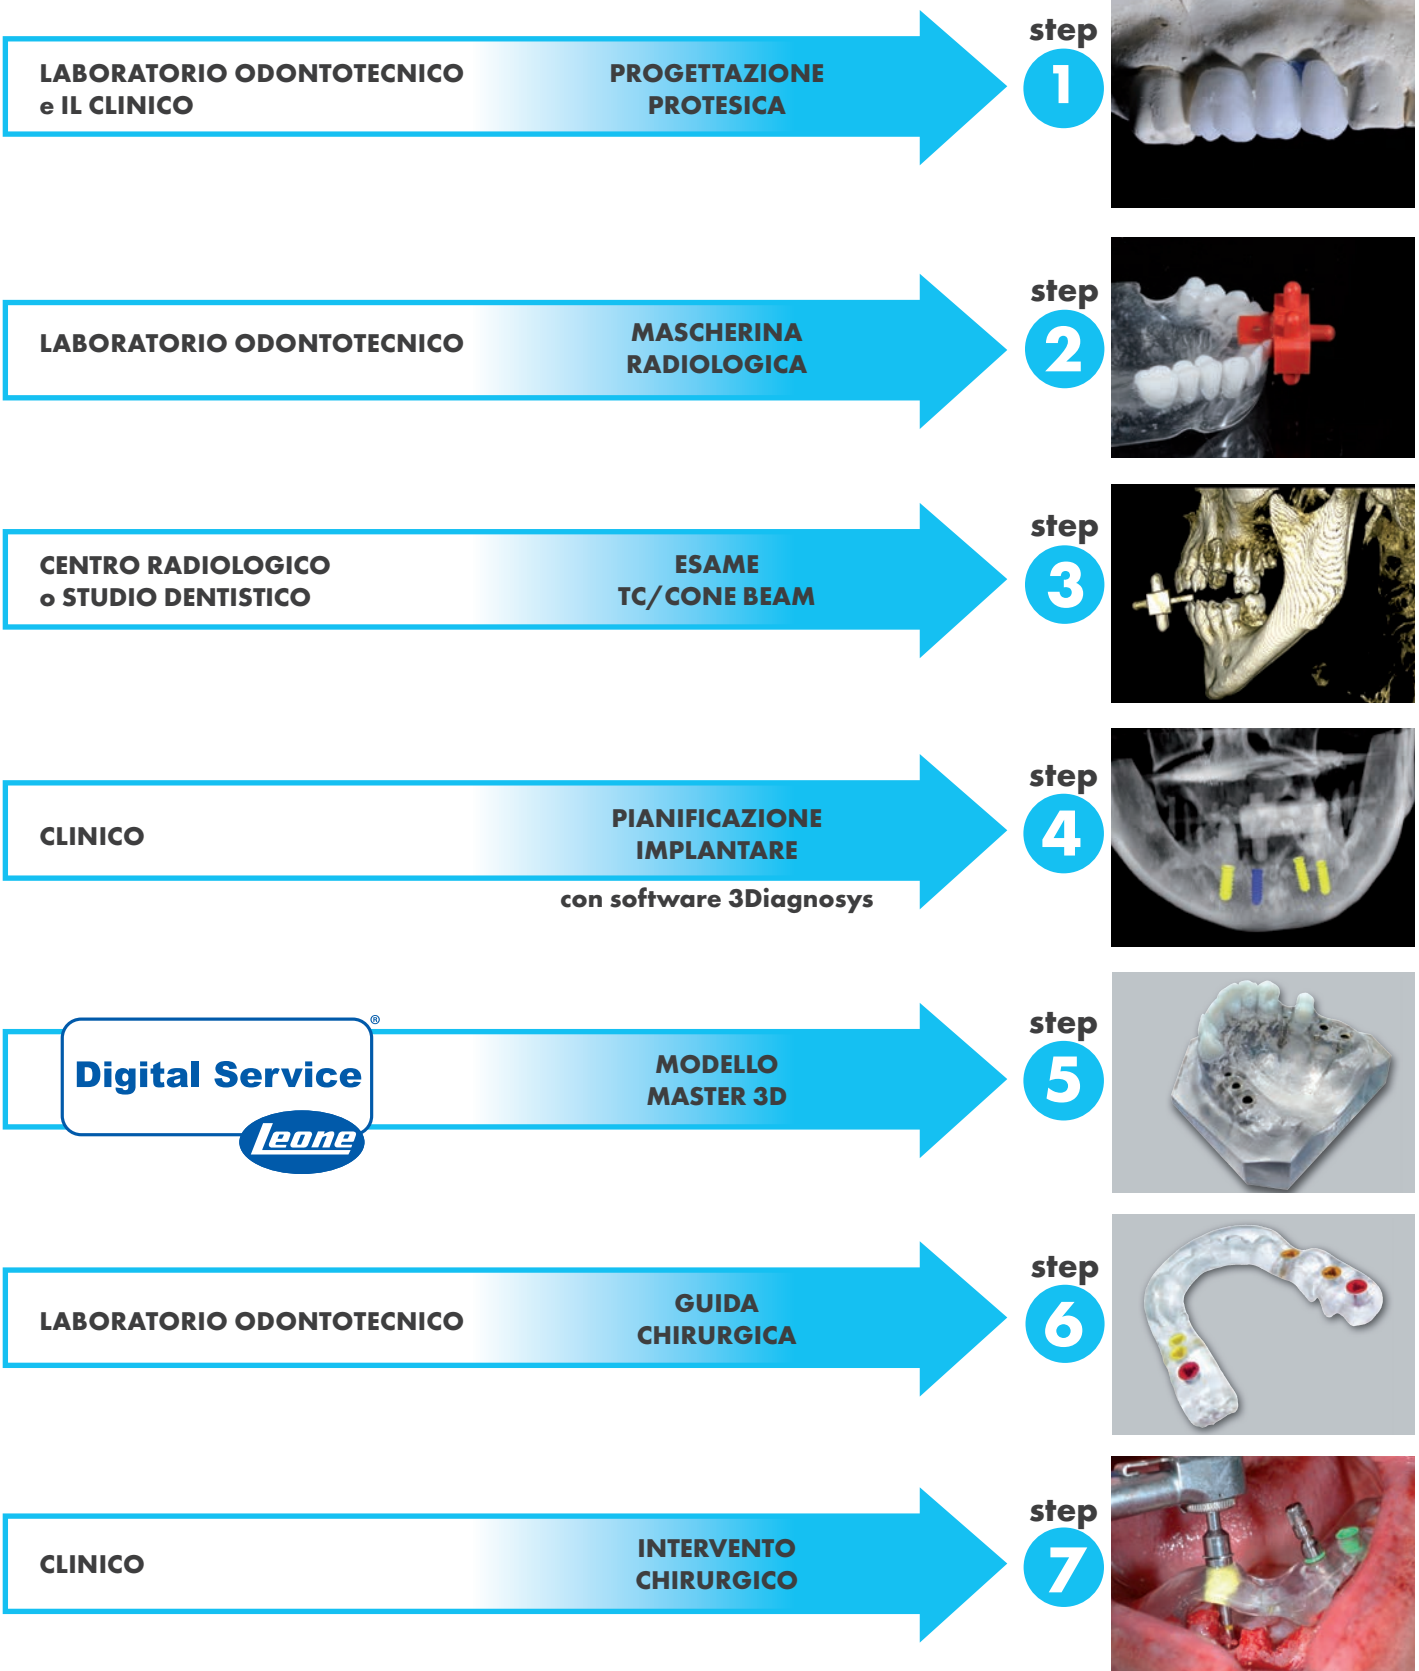 LABORATORIO ODONTOTECNICO
e IL CLINICO
PROGETTAZIONE
PROTESICA
step
1
LABORATORIO ODONTOTECNICO
MASCHERINA
RADIOLOGICA
step
2
CENTRO RADIOLOGICO
o STUDIO DENTISTICO
ESAME
TC/CONE BEAM
step
3
CLINICO
PIANIFICAZIONE
IMPLANTARE
con software 3Diagnosys
step
4
Digital Service
®
Leone
MODELLO
MASTER 3D
step
5
LABORATORIO ODONTOTECNICO
GUIDA
CHIRURGICA
step
6
CLINICO
INTERVENTO
CHIRURGICO
step
7